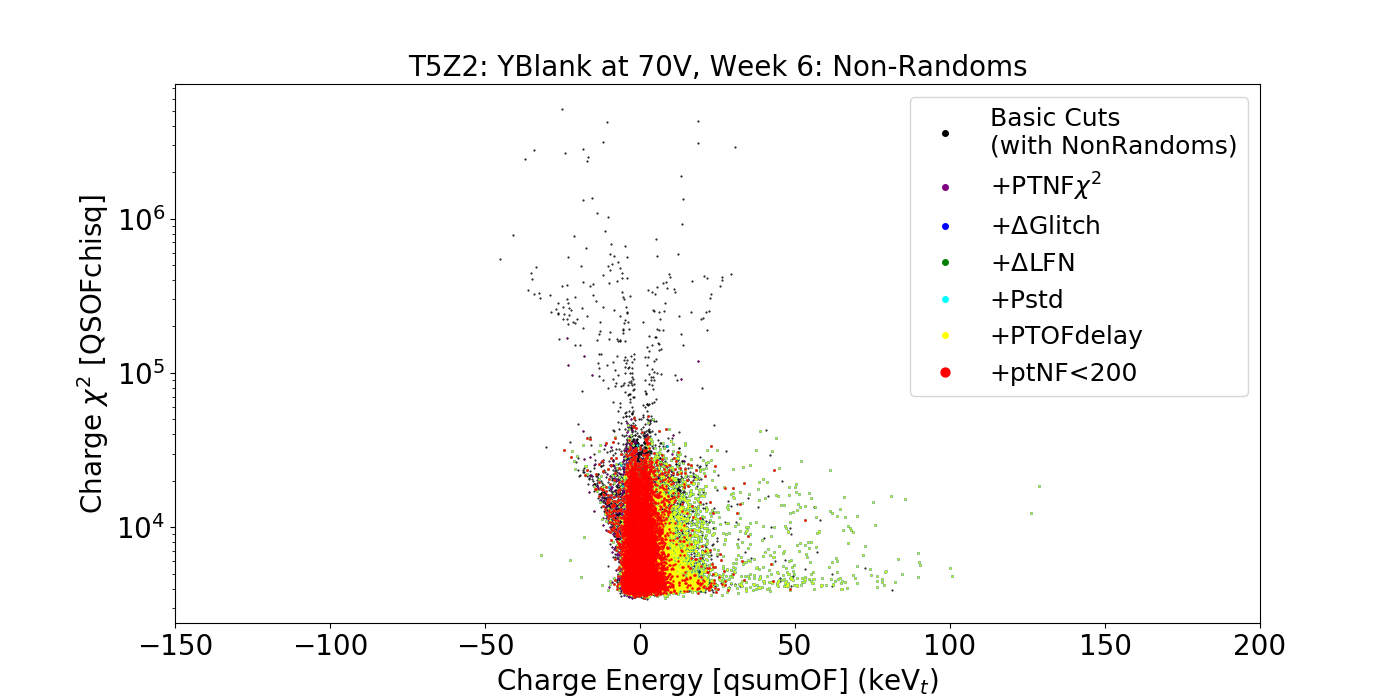 T5Z2: YBlank at 70V, Week 6: Non-Randoms
Charge χ² [QSOFchisq]
10⁶
10⁵
10⁴
Basic Cuts
(with NonRandoms)
+PTNFχ²
+ΔGlitch
+ΔLFN
+Pstd
+PTOFdelay
+ptNF<200
−150 −100 −50 0 50 100 150 200
Charge Energy [qsumOF] (keVₜ)